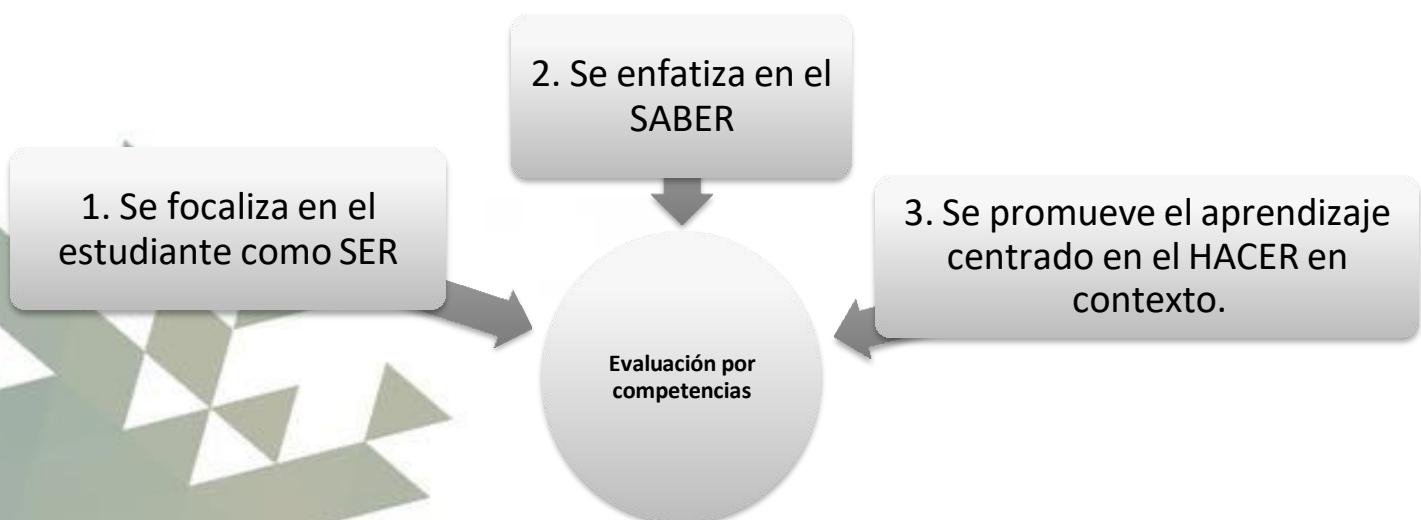 1. Se focaliza en el
estudiante como SER
2. Se enfatiza en el
SABER
3. Se promueve el aprendizaje
centrado en el HACER en
contexto.
Evaluación por
competencias